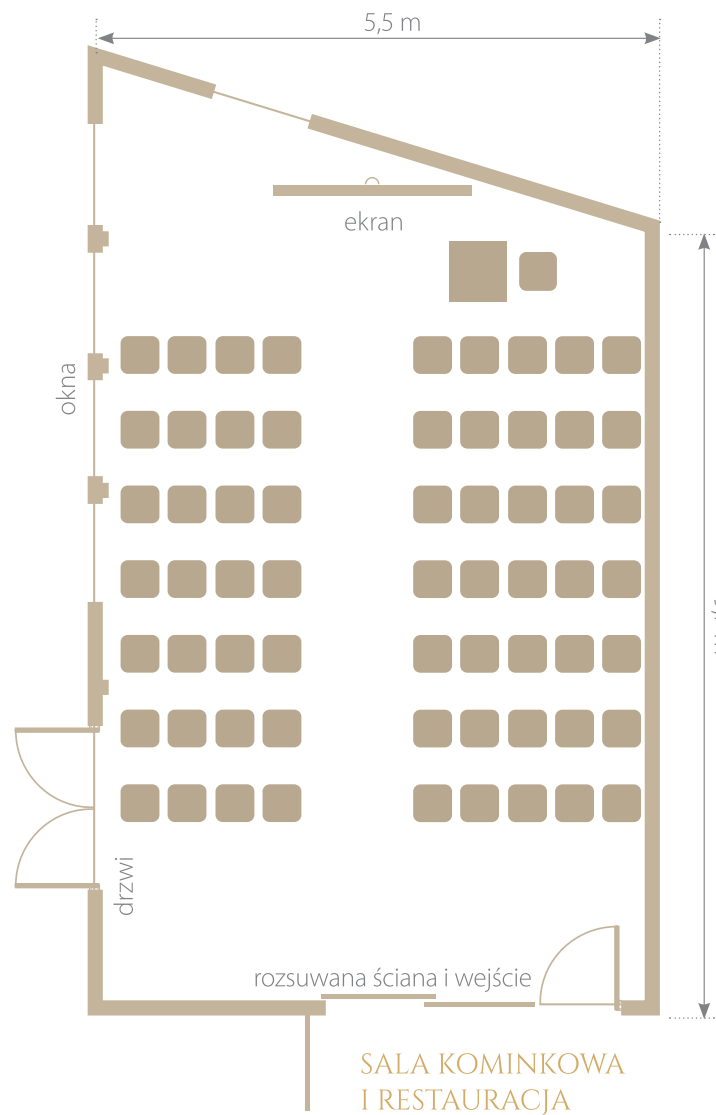 5,5 m
ekran
okna
drzwi
rozsuwana ściana i wejście
SALA KOMINKOWA
I RESTAURACJA